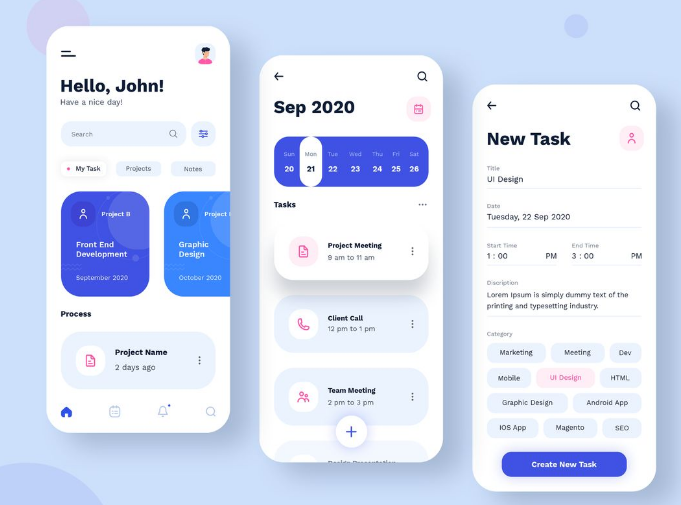 Hello, John!
Have a nice day!
Search
My Task
Projects
Notes
Project B
Front End
Development
September 2020
Project
Graphic
Design
October 2020
Process
Project Name
2 days ago
Sep 2020
Sun Mon Tue Wed Thu Fri Sat
20 21 22 23 24 25 26
Tasks
Project Meeting
9 am to 11 am
Client Call
12 pm to 1 pm
Team Meeting
2 pm to 3 pm
Design Presentation
New Task
Title
UI Design
Date
Tuesday, 22 Sep 2020
Start Time
1 : 00 PM
End Time
3 : 00 PM
Discription
Lorem Ipsum is simply dummy text of the
printing and typesetting industry.
Category
Marketing
Meeting
Dev
Mobile
UI Design
HTML
Graphic Design
Android App
IOS App
Magento
SEO
Create New Task